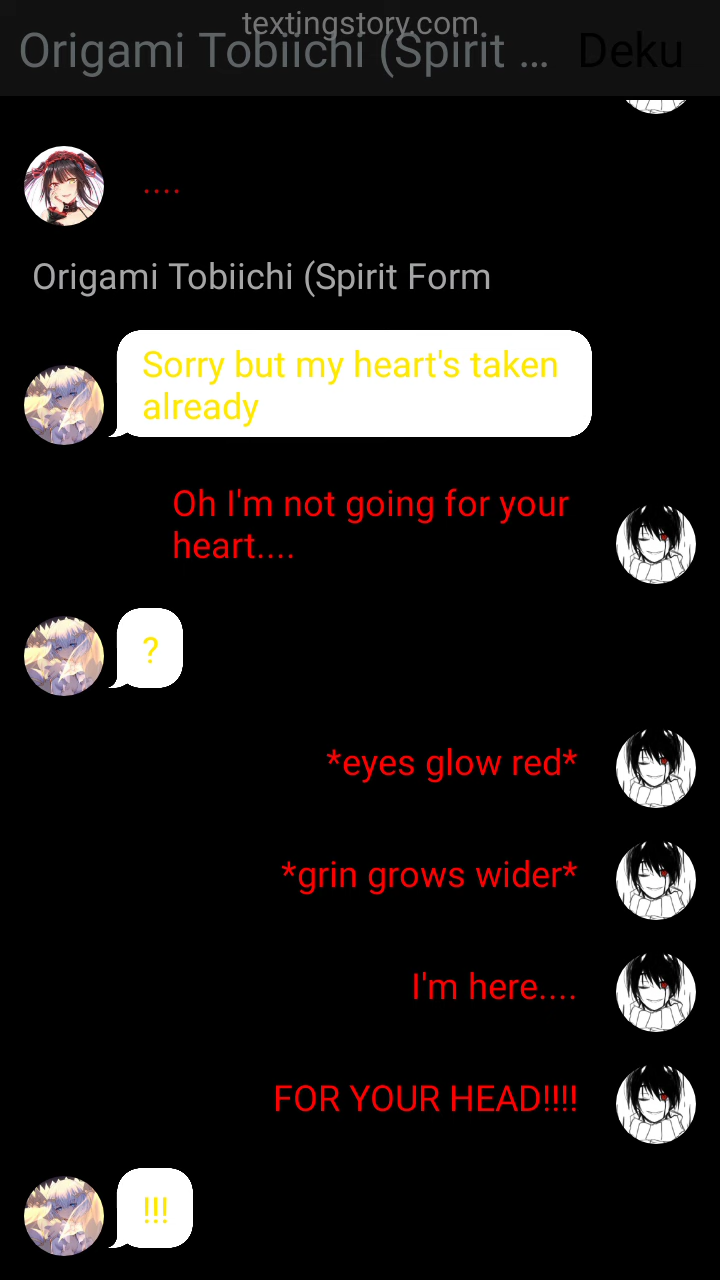 textingstory.com
Origami Tobiichi (Spirit ... Deku
....
Origami Tobiichi (Spirit Form
Sorry but my heart's taken
already
Oh I'm not going for your
heart....
?
*eyes glow red*
*grin grows wider*
I'm here....
FOR YOUR HEAD!!!!
!!!